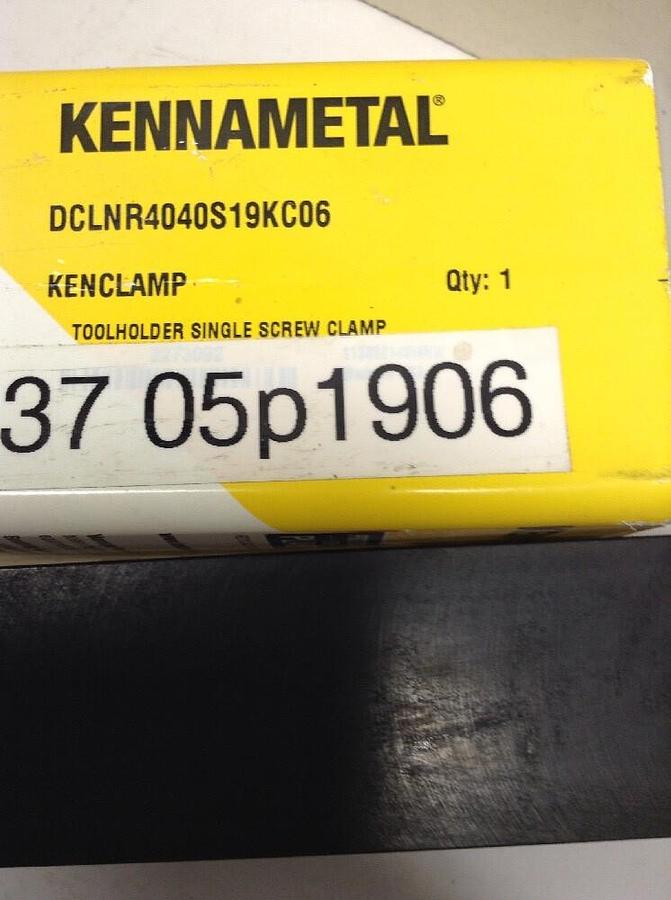 KENNAMETAL®
DCLNR4040S19KC06
KENCLAMP
Qty: 1
TOOLHOLDER SINGLE SCREW CLAMP
37 05p1906